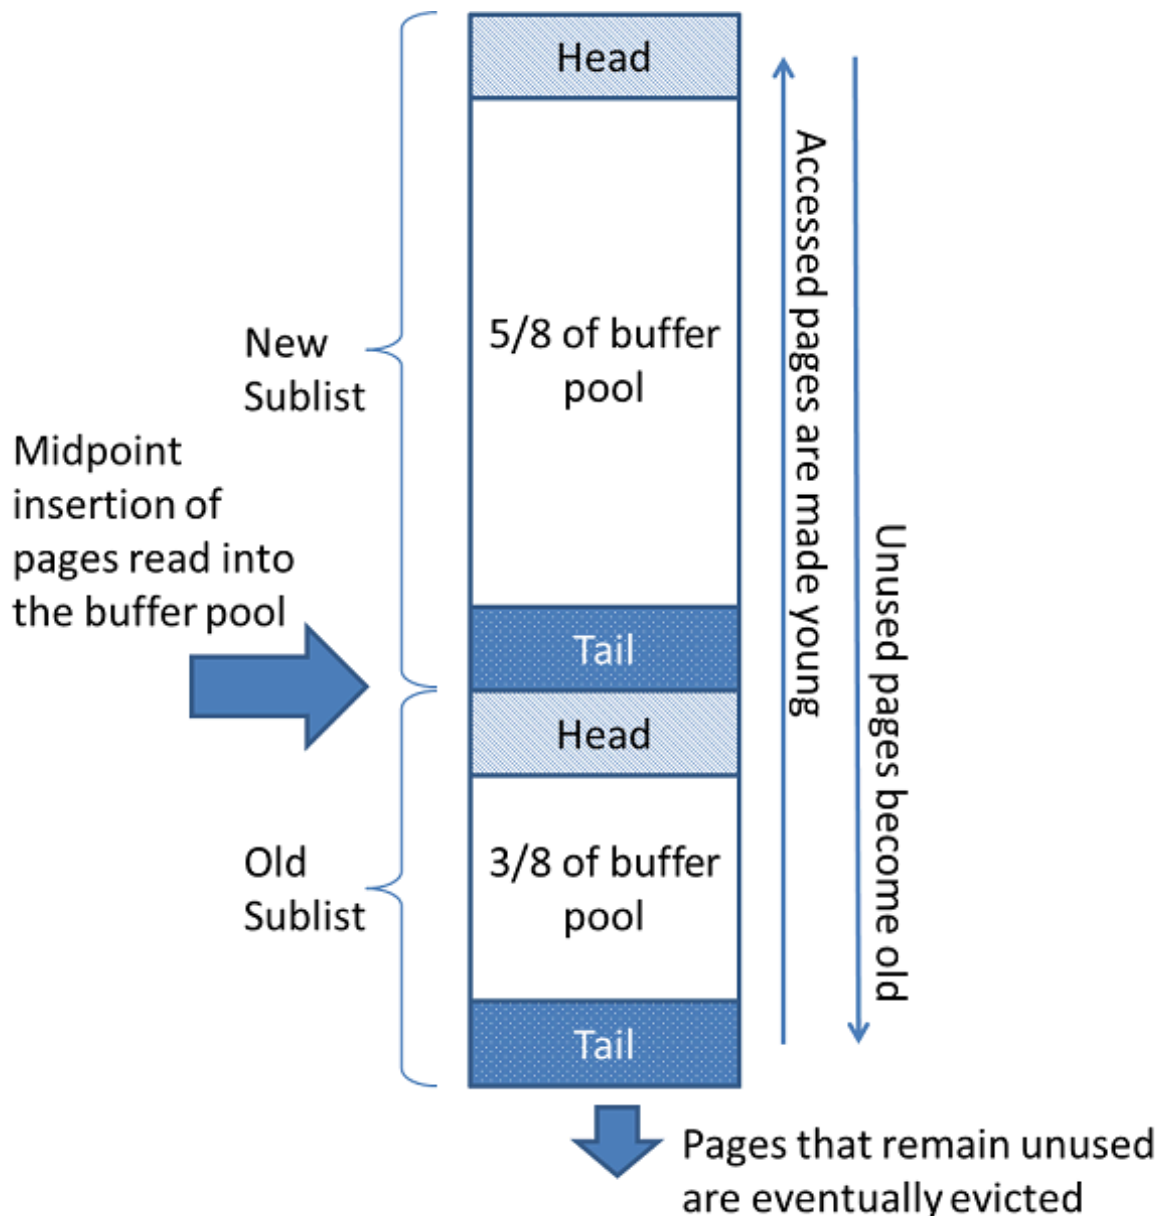 Head
5/8 of buffer
pool
New
Sublist
Midpoint
insertion of
pages read into
the buffer pool
Tail
Head
Old
Sublist
3/8 of buffer
pool
Tail
Accessed pages are made young
Unused pages become old
Pages that remain unused
are eventually evicted